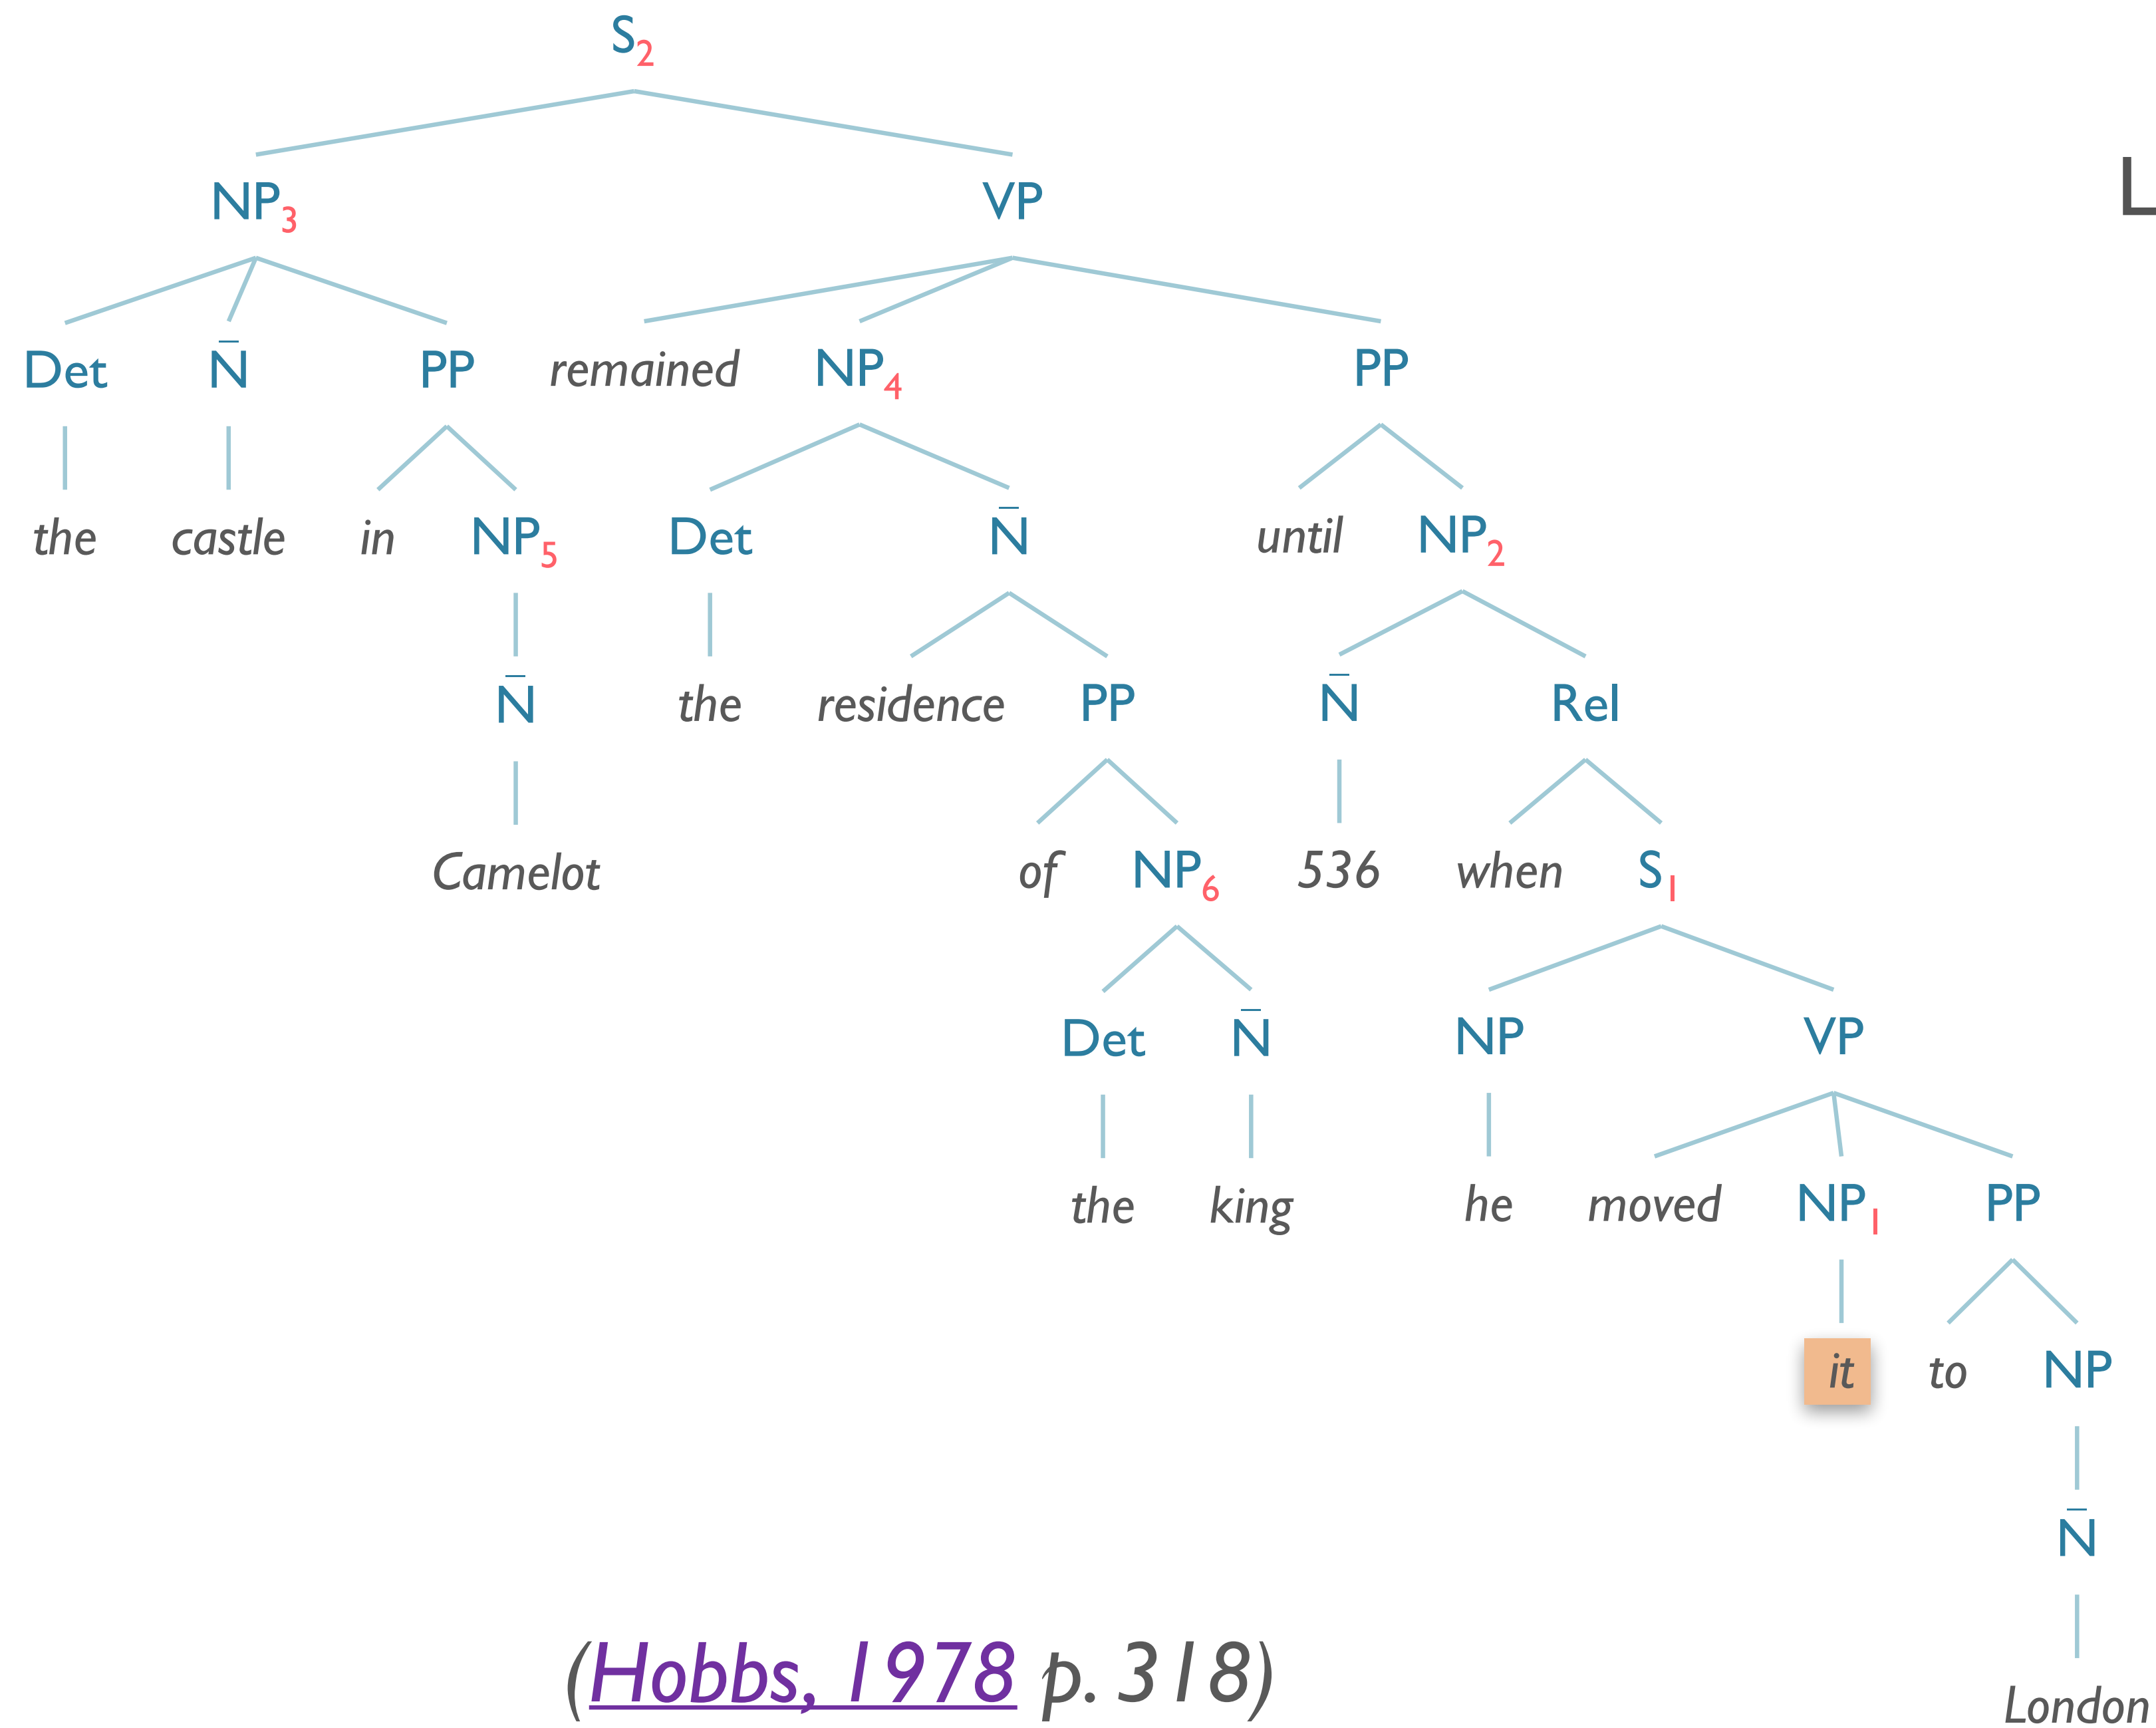 S2
L
NP3 VP
Det N̄ PP remained NP4 PP
the castle in NP5 Det N̄ until NP2
N̄ the residence PP N̄ Rel
Camelot of NP6 536 when S1
Det N̄ NP VP
the king he moved NP1 PP
it to NP
N̄
(Hobbs, 1978 p. 318)
London